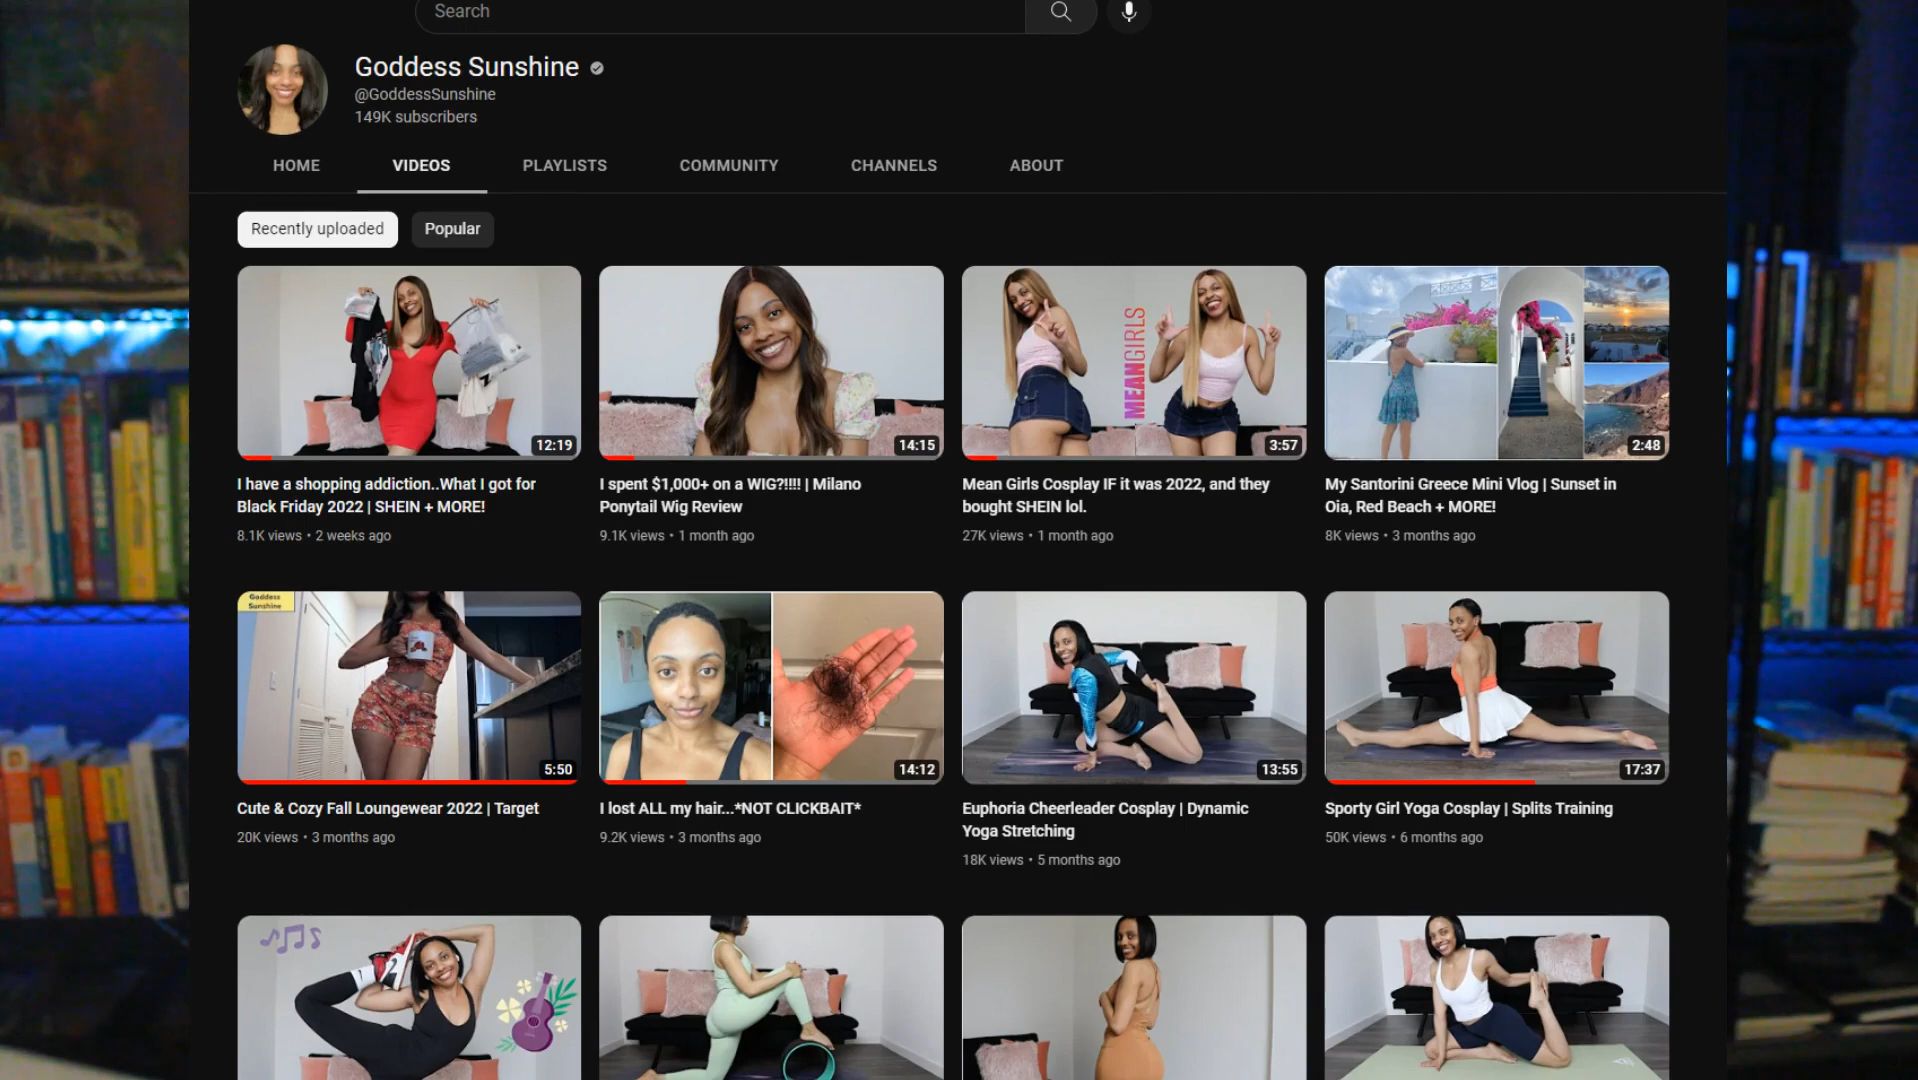 Search
Goddess Sunshine
@GoddessSunshine
149K subscribers
HOME VIDEOS PLAYLISTS COMMUNITY CHANNELS ABOUT
Recently uploaded Popular
12:19
14:15
MEAN GIRLS
3:57
2:48
I have a shopping addiction..What I got for
Black Friday 2022 | SHEIN + MORE!
8.1K views • 2 weeks ago
I spent $1,000+ on a WIG?!!!! | Milano
Ponytail Wig Review
9.1K views • 1 month ago
Mean Girls Cosplay IF it was 2022, and they
bought SHEIN lol.
27K views • 1 month ago
My Santorini Greece Mini Vlog | Sunset in
Oia, Red Beach + MORE!
8K views • 3 months ago
Goddess
Sunshine
5:50
14:12
13:55
17:37
Cute & Cozy Fall Loungewear 2022 | Target
20K views • 3 months ago
I lost ALL my hair...*NOT CLICKBAIT*
9.2K views • 3 months ago
Euphoria Cheerleader Cosplay | Dynamic
Yoga Stretching
18K views • 5 months ago
Sporty Girl Yoga Cosplay | Splits Training
50K views • 6 months ago